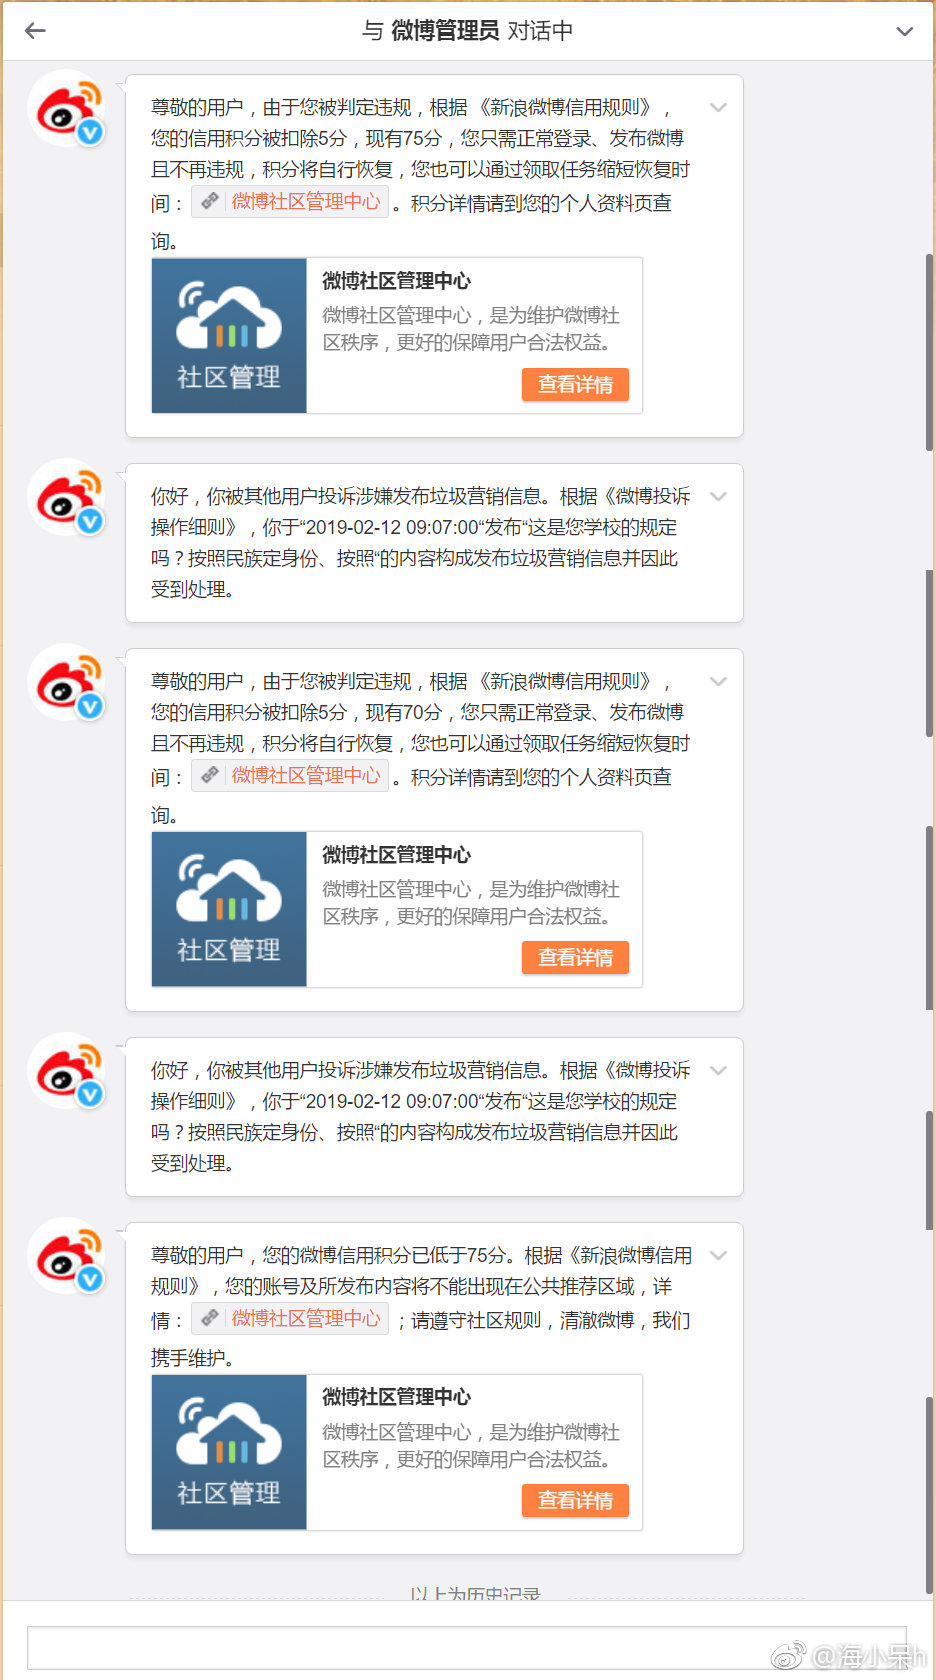 与 微博管理员 对话中
尊敬的用户，由于您被判定违规，根据 《新浪微博信用规则》，
您的信用积分被扣除5分，现有75分，您只需正常登录、发布微博
且不再违规，积分将自行恢复，您也可以通过领取任务缩短恢复时
间： 微博社区管理中心 。积分详情请到您的个人资料页查
询。
微博社区管理中心
微博社区管理中心，是为维护微博社
区秩序，更好的保障用户合法权益。
社区管理
查看详情
你好，你被其他用户投诉涉嫌发布垃圾营销信息。根据《微博投诉
操作细则》，你于“2019-02-12 09:07:00“发布“这是您学校的规定
吗？按照民族定身份、按照“的内容构成发布垃圾营销信息并因此
受到处理。
尊敬的用户，由于您被判定违规，根据 《新浪微博信用规则》，
您的信用积分被扣除5分，现有70分，您只需正常登录、发布微博
且不再违规，积分将自行恢复，您也可以通过领取任务缩短恢复时
间： 微博社区管理中心 。积分详情请到您的个人资料页查
询。
微博社区管理中心
微博社区管理中心，是为维护微博社
区秩序，更好的保障用户合法权益。
社区管理
查看详情
你好，你被其他用户投诉涉嫌发布垃圾营销信息。根据《微博投诉
操作细则》，你于“2019-02-12 09:07:00“发布“这是您学校的规定
吗？按照民族定身份、按照“的内容构成发布垃圾营销信息并因此
受到处理。
尊敬的用户，您的微博信用积分已低于75分。根据《新浪微博信用
规则》，您的账号及所发布内容将不能出现在公共推荐区域，详
情： 微博社区管理中心 ；请遵守社区规则，清澈微博，我们
携手维护。
微博社区管理中心
微博社区管理中心，是为维护微博社
区秩序，更好的保障用户合法权益。
社区管理
查看详情
以上为历史记录
@海小呆h